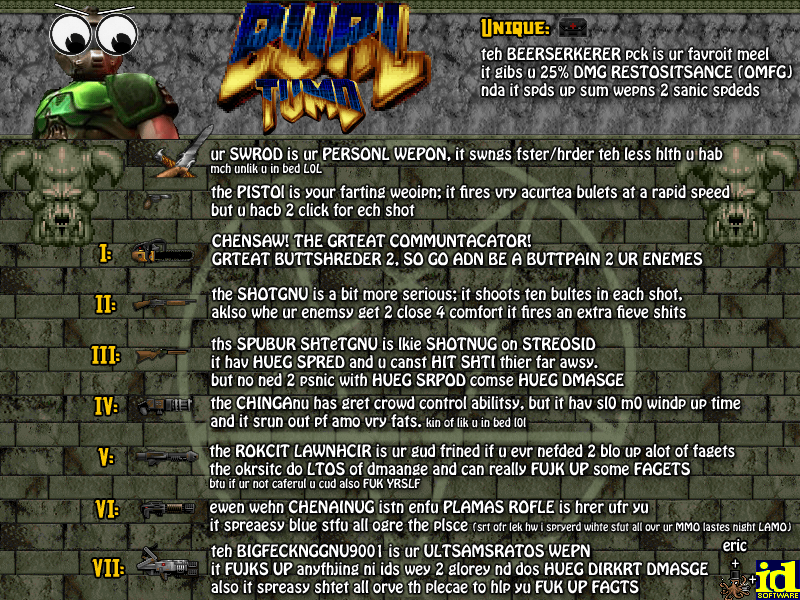 BURL
TUMO
UNIQUE:
teh BEERSERKERER pck is ur favroit meel
it gibs u 25% DMG RESTOSITSANCE (OMFG)
nda it spds up sum wepns 2 sanic spdeds
ur SWROD is ur PERSONL WEPON, it swngs fster/hrder teh less hlth u hab
mch unlik u in bed LOL
the PISTOl is your farting weoipn; it fires vry acurtea bulets at a rapid speed
but u hacb 2 click for ech shot
I:
CHENSAW! THE GRTEAT COMMUNTACATOR!
GRTEAT BUTTSHREDER 2, SO GO ADN BE A BUTTPAIN 2 UR ENEMES
II:
the SHOTGNU is a bit more serious; it shoots ten bultes in each shot,
aklso whe ur enemsy get 2 close 4 comfort it fires an extra fieve shits
III:
ths SPUBUR SHTeTGNU is lkie SHOTNUG on STREOSID
it hav HUEG SPRED and u canst HIT SHTI thier far awsy.
but no ned 2 psnic with HUEG SRPOD comse HUEG DMASGE
IV:
the CHINGAnu has gret crowd control abilitsy, but it hav sl0 m0 windp up time
and it srun out pf amo vry fats. kin of lik u in bed l0l
V:
the ROKCIT LAWNHCIR is ur gud frined if u evr nefded 2 blo up alot of fagets
the okrsitc do LTOS of dmaange and can really FUJK UP some FAGETS
btu if ur not caferul u cud also FUK YRSLF
VI:
ewen wehn CHENAINUG istn enfu PLAMAS ROFLE is hrer ufr yu
it spreaesy blue stfu all ogre the plsce (srt ofr lek hw i spryerd wihte sfut all ovr ur MMO lastes night LAMO)
VII:
teh BIGFECKNGGNU9001 is ur ULTSAMSRATOS WEPN
it FUJKS UP anyfhjing ni ids wey 2 glorey nd dos HUEG DIRKRT DMASGE
also it spreasy shtet all orve th plecae to hlp yu FUK UP FAGTS
eric
+
+
id
SOFTWARE